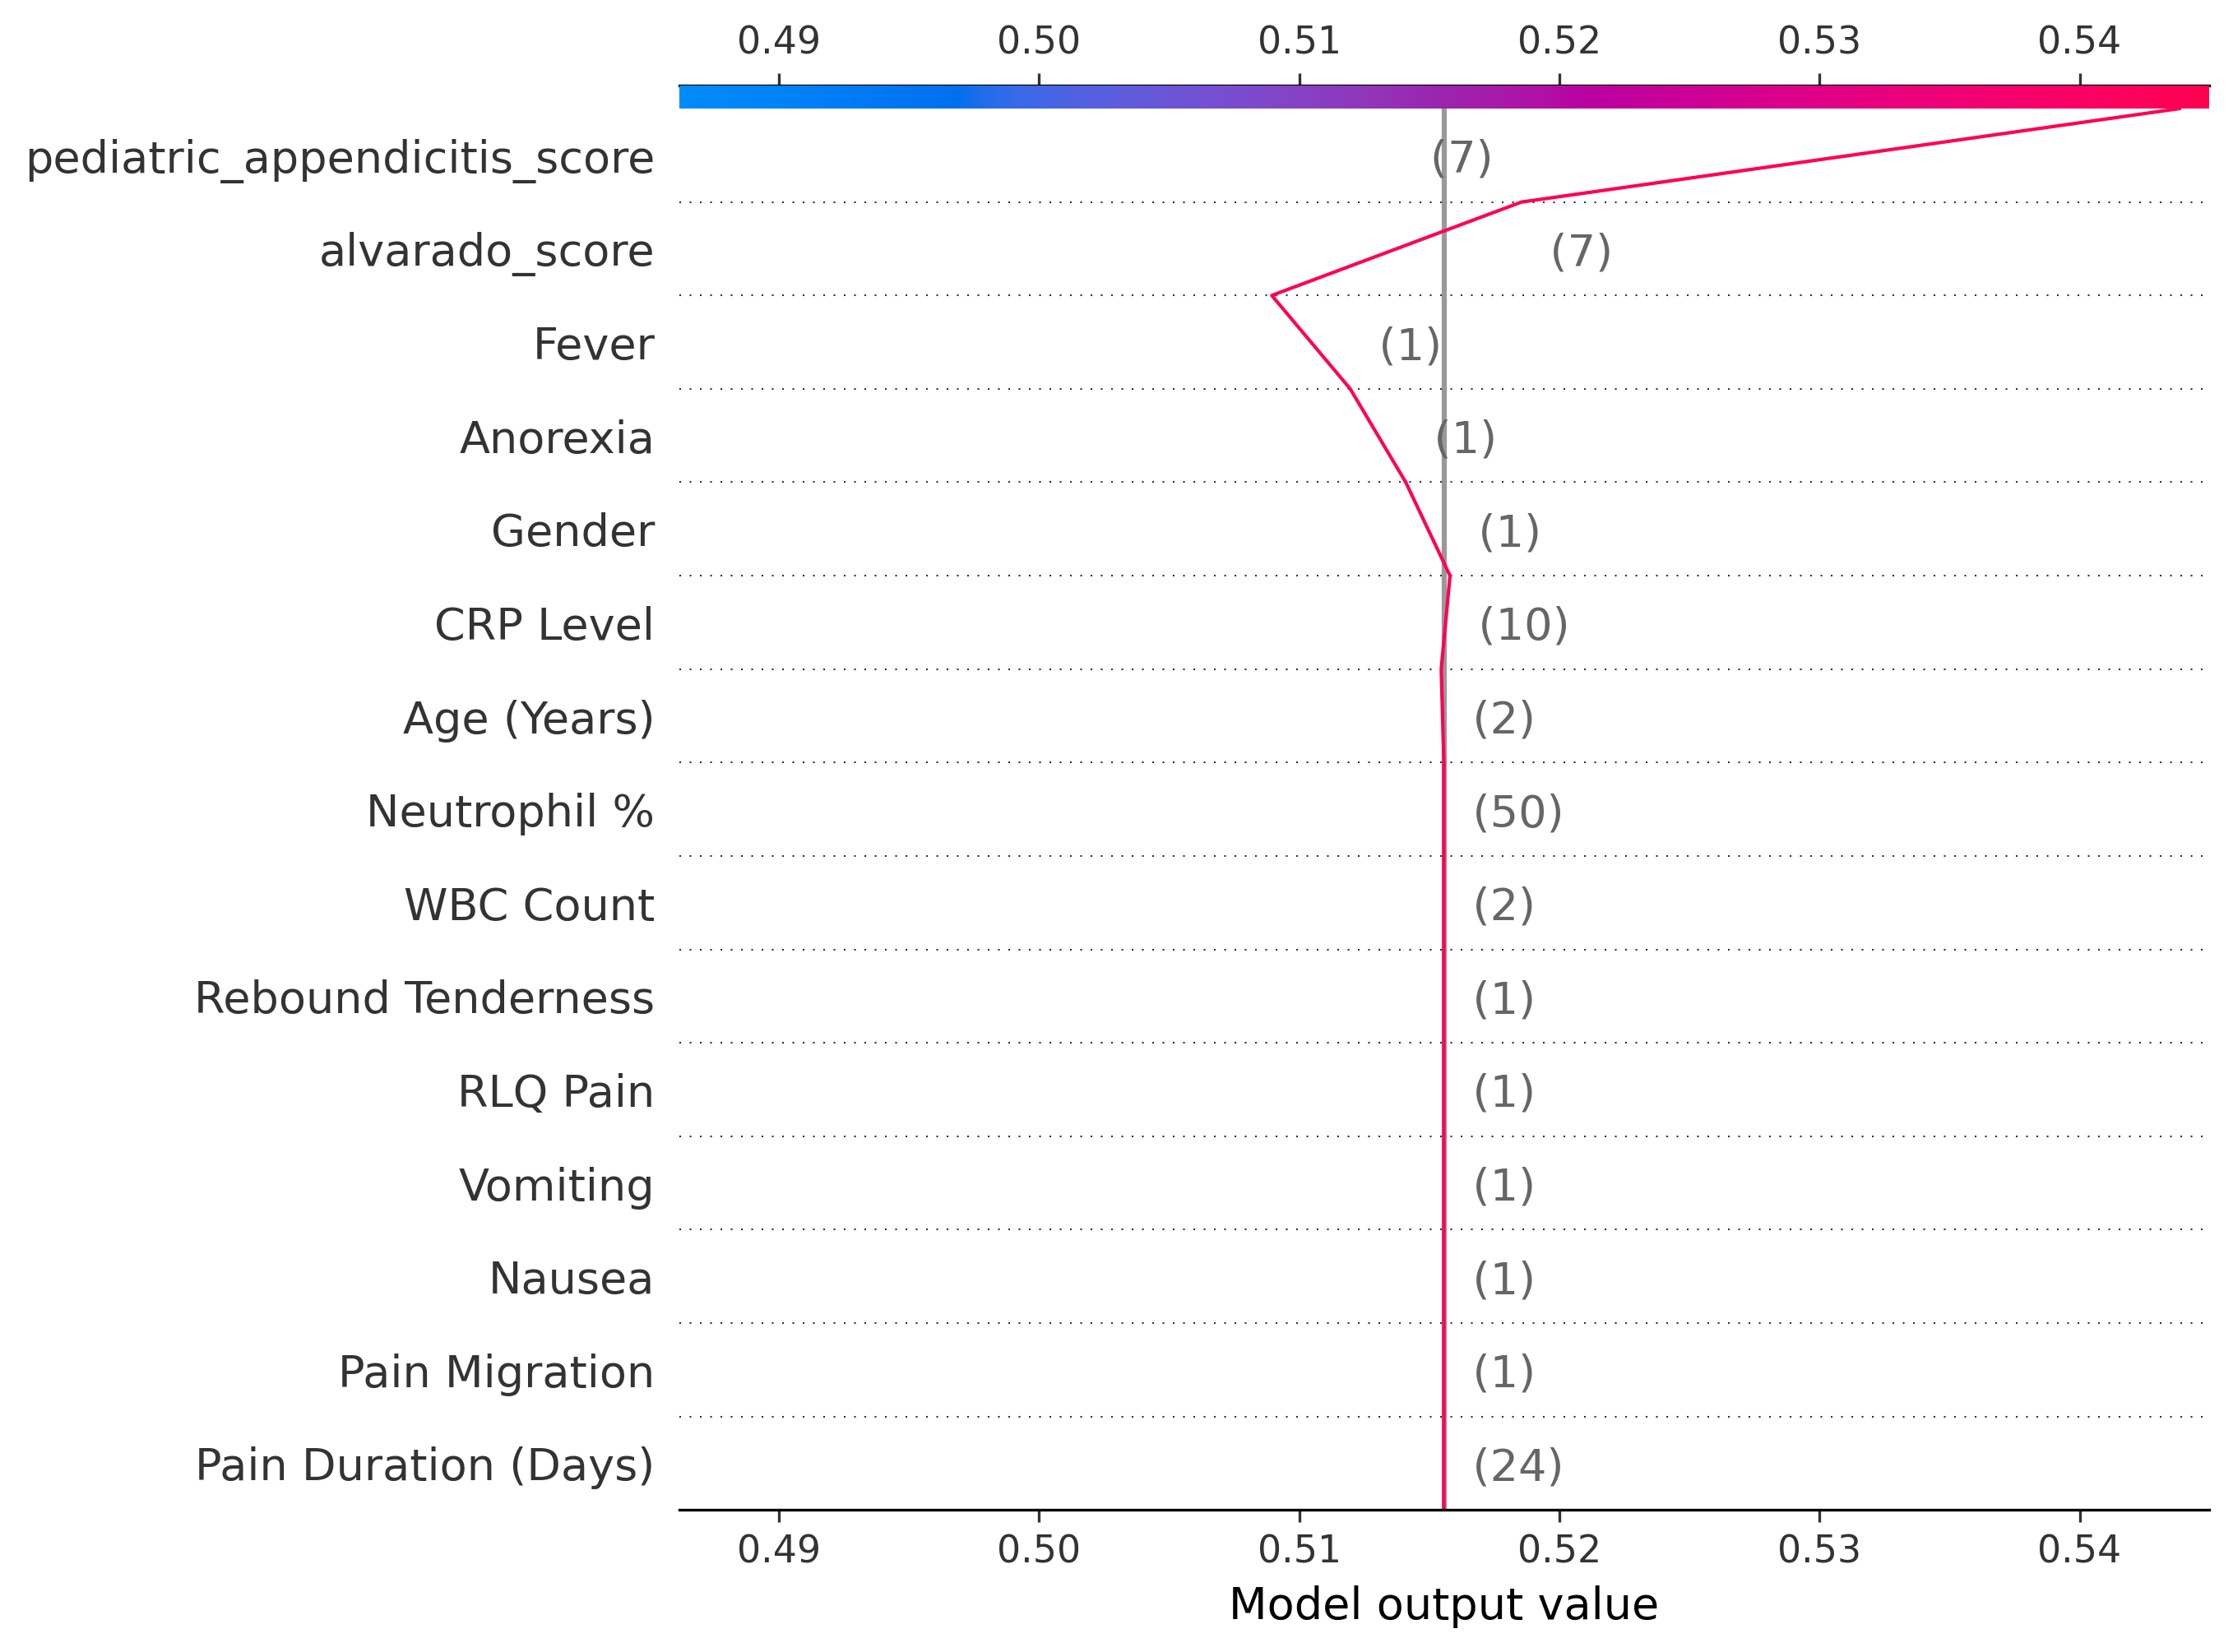 0.49 0.50 0.51 0.52 0.53 0.54
pediatric_appendicitis_score (7)
alvarado_score (7)
Fever (1)
Anorexia (1)
Gender (1)
CRP Level (10)
Age (Years) (2)
Neutrophil % (50)
WBC Count (2)
Rebound Tenderness (1)
RLQ Pain (1)
Vomiting (1)
Nausea (1)
Pain Migration (1)
Pain Duration (Days) (24)
0.49 0.50 0.51 0.52 0.53 0.54
Model output value